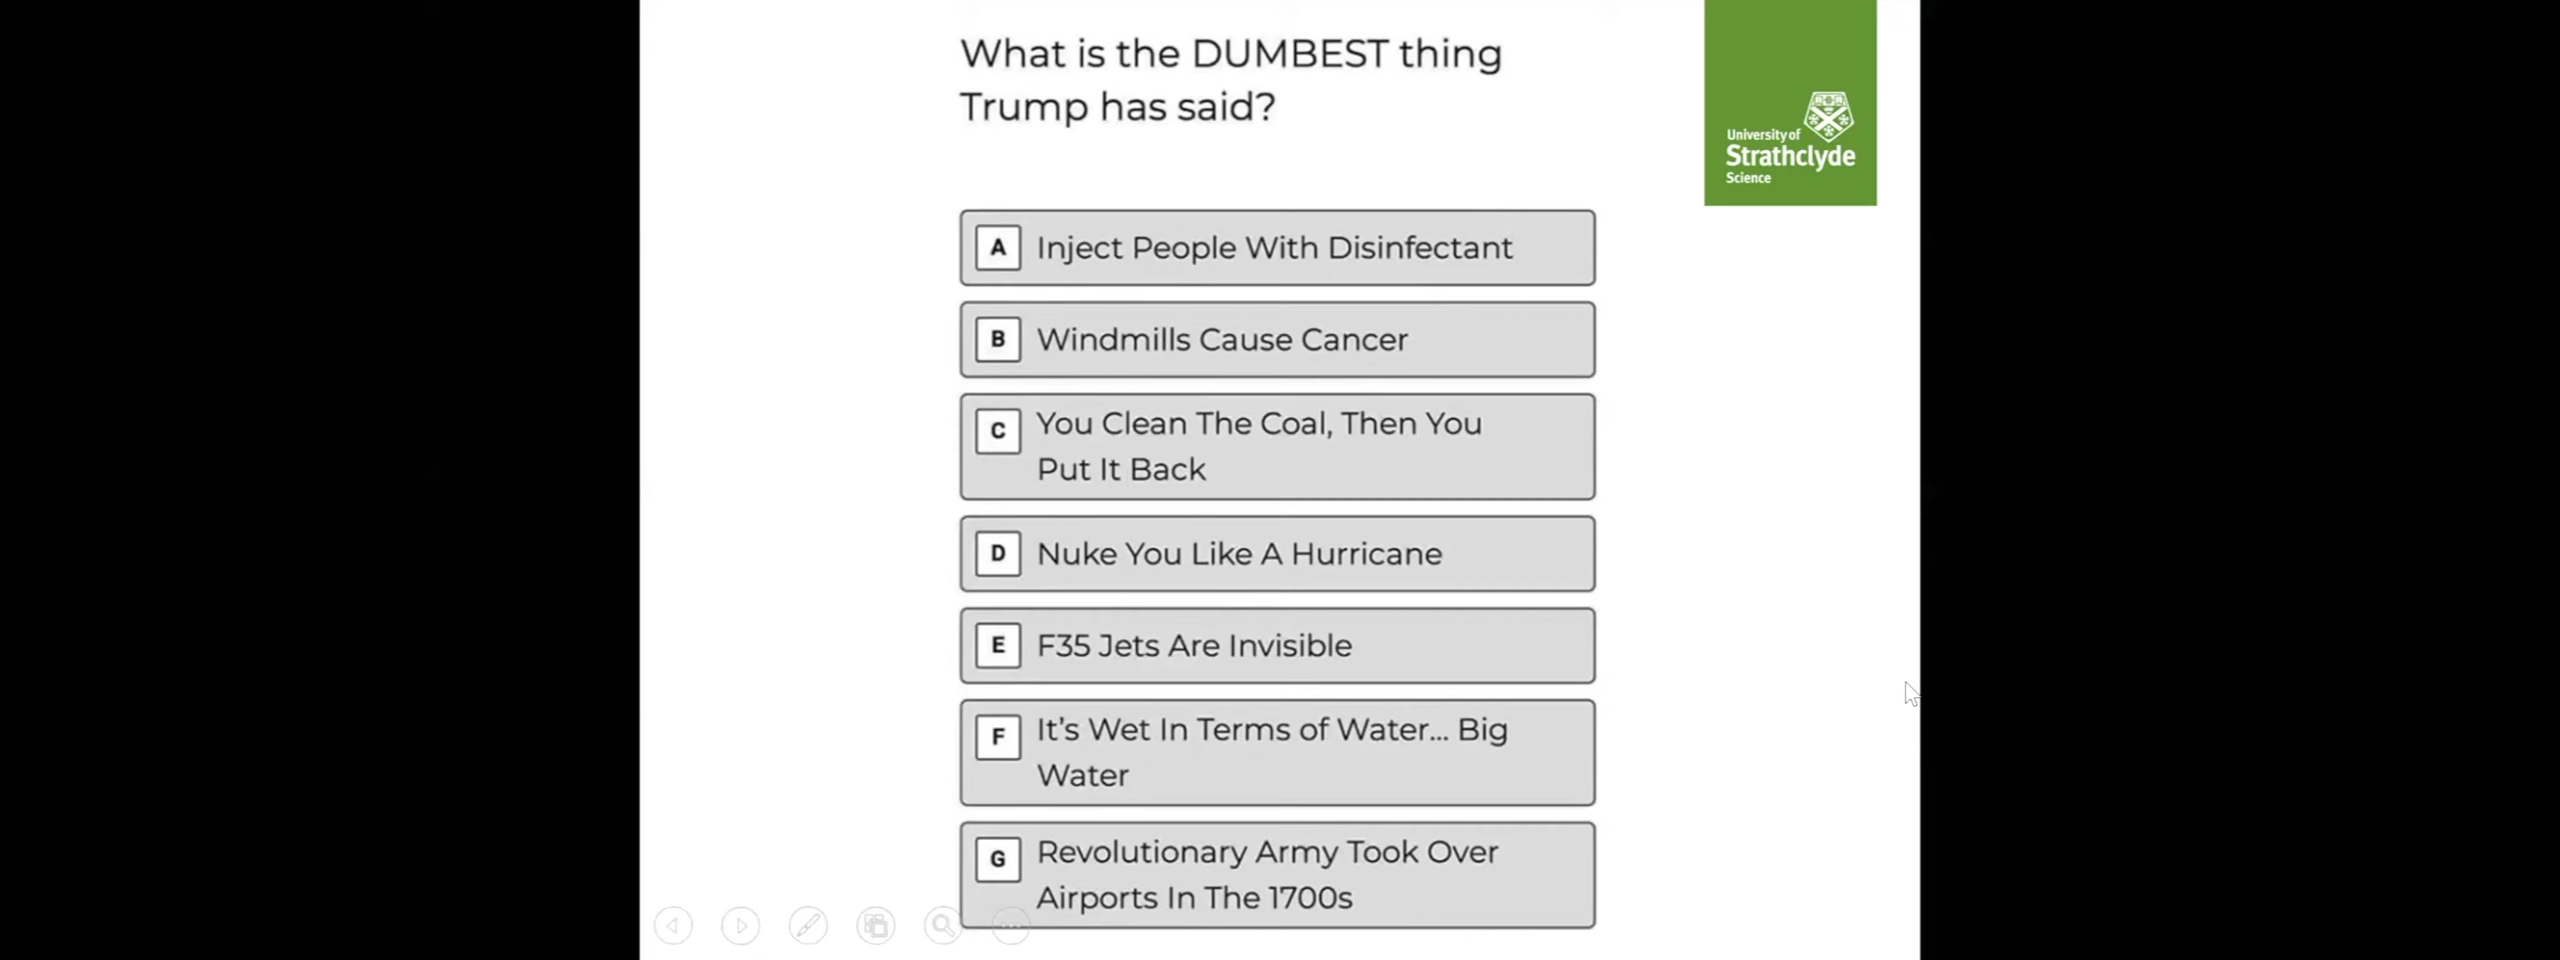 What is the DUMBEST thing
Trump has said?
University of
Strathclyde
Science
A Inject People With Disinfectant
B Windmills Cause Cancer
C You Clean The Coal, Then You
Put It Back
D Nuke You Like A Hurricane
E F35 Jets Are Invisible
F It’s Wet In Terms of Water... Big
Water
G Revolutionary Army Took Over
Airports In The 1700s